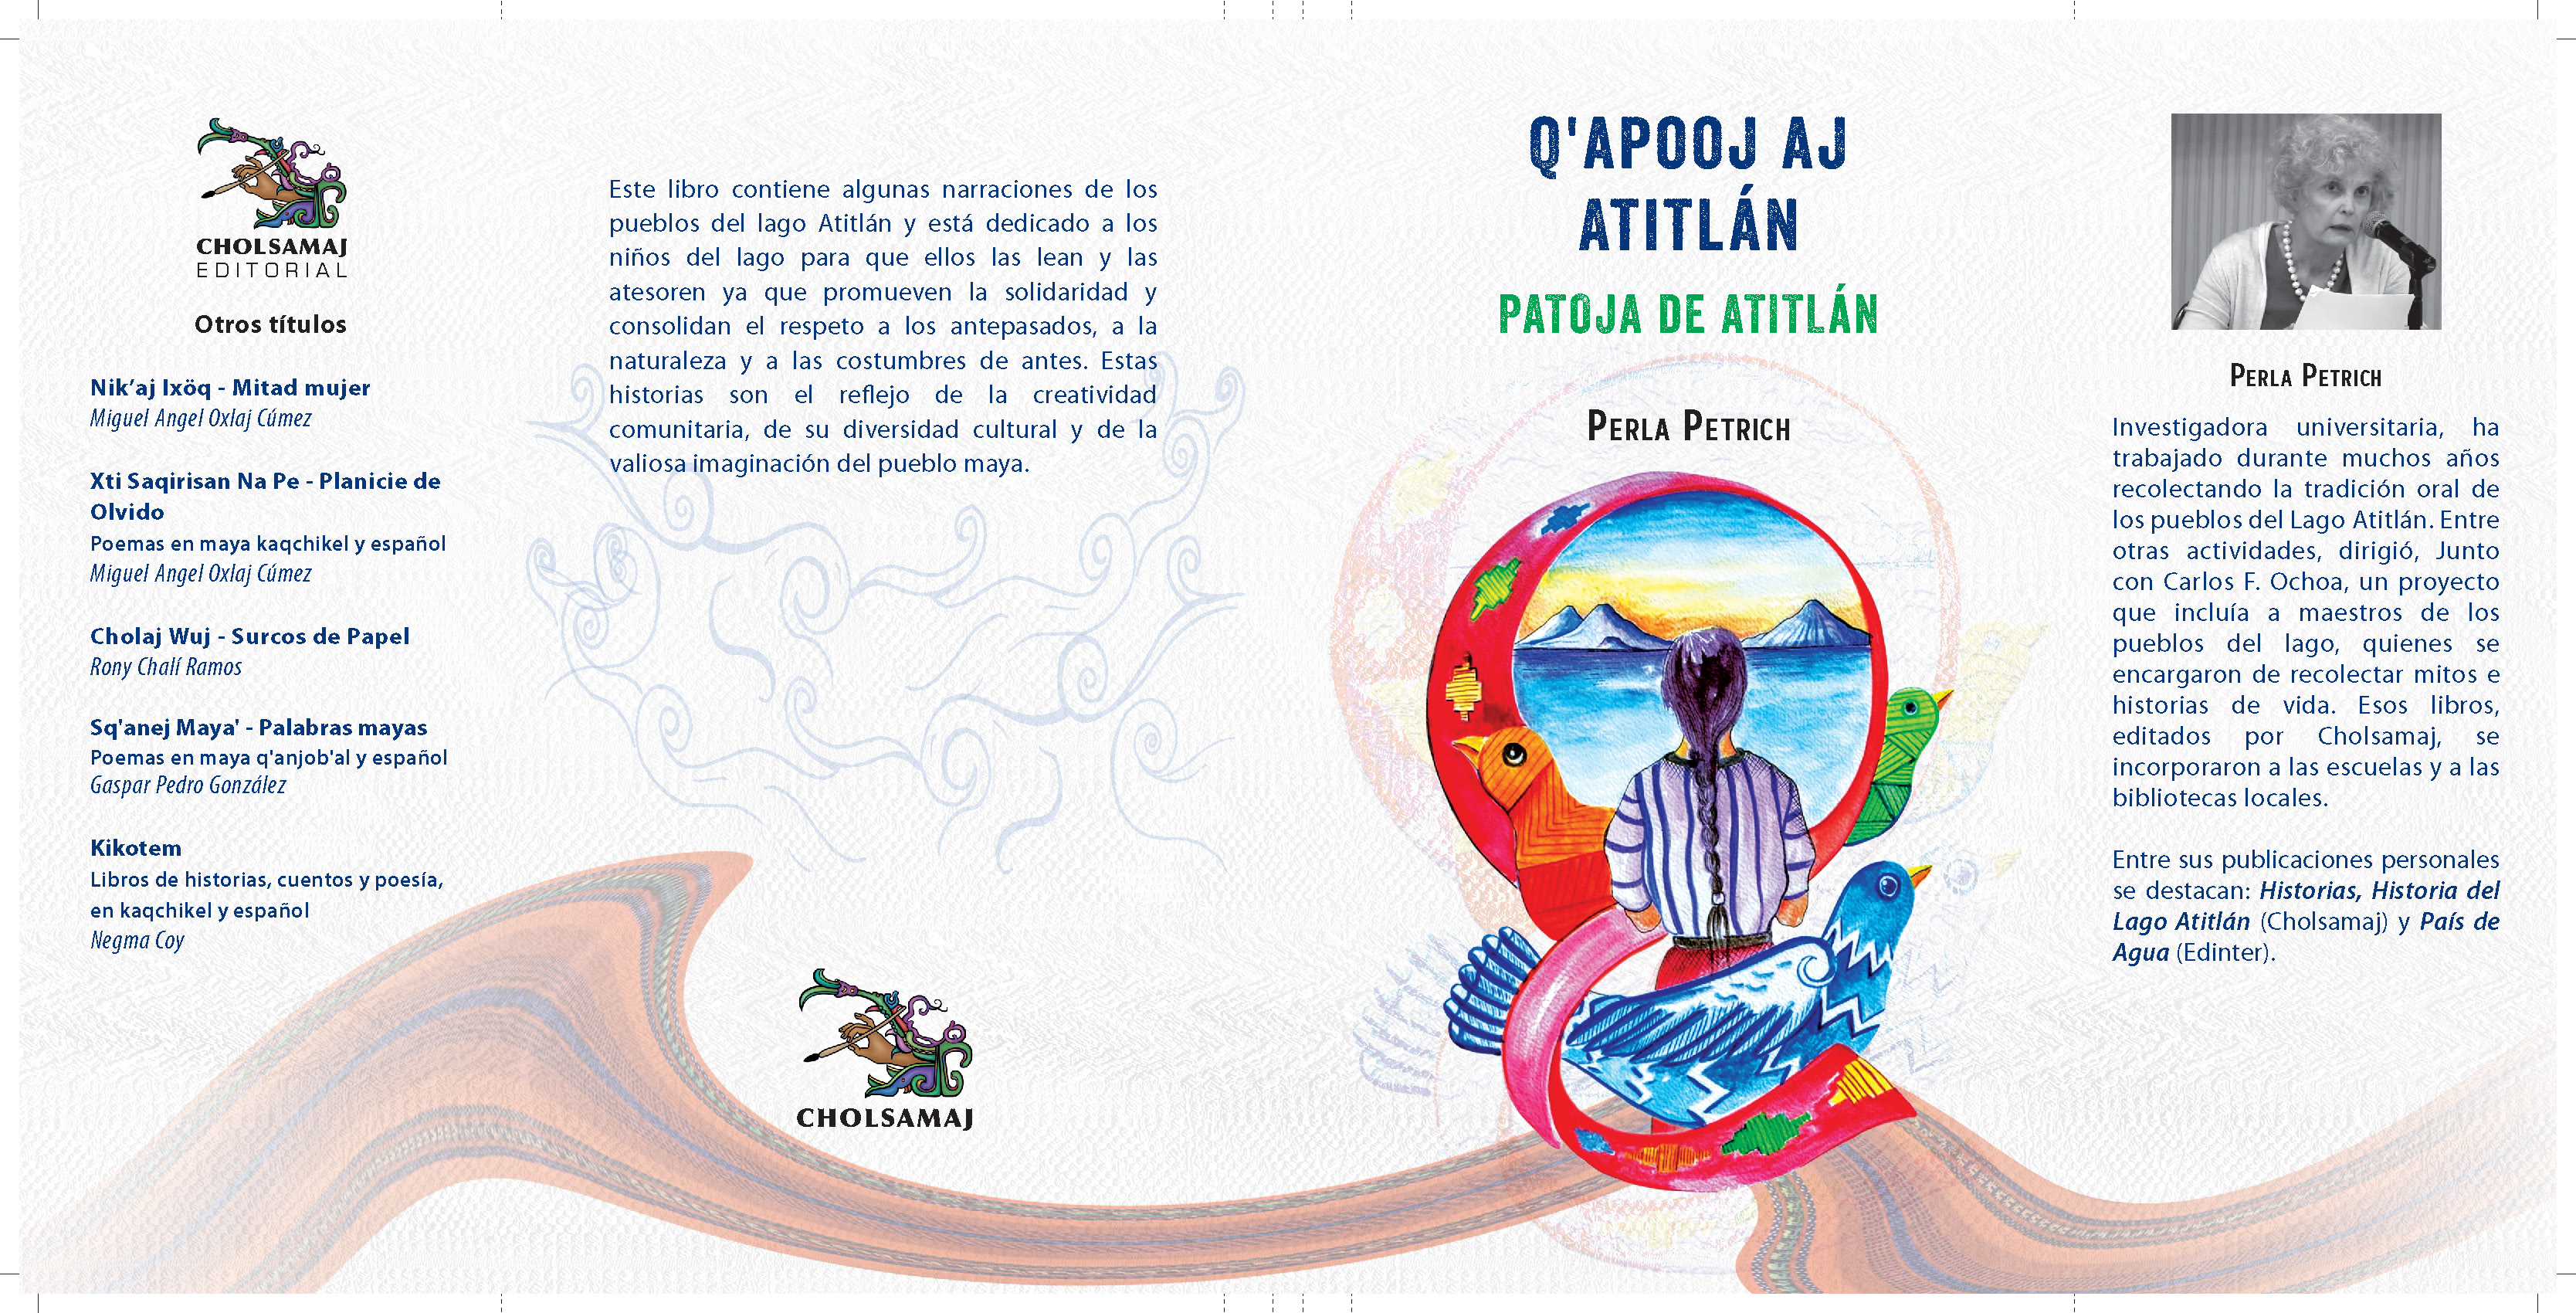 CHOLSAMAJ
EDITORIAL
Otros títulos
Nik’aj Ixöq - Mitad mujer
Miguel Angel Oxlaj Cúmez
Xti Saqirisan Na Pe - Planicie de
Olvido
Poemas en maya kaqchikel y español
Miguel Angel Oxlaj Cúmez
Cholaj Wuj - Surcos de Papel
Rony Chalí Ramos
Sq'anej Maya' - Palabras mayas
Poemas en maya q'anjob'al y español
Gaspar Pedro González
Kikotem
Libros de historias, cuentos y poesía,
en kaqchikel y español
Negma Coy
Este libro contiene algunas narraciones de los
pueblos del lago Atitlán y está dedicado a los
niños del lago para que ellos las lean y las
atesoren ya que promueven la solidaridad y
consolidan el respeto a los antepasados, a la
naturaleza y a las costumbres de antes. Estas
historias son el reflejo de la creatividad
comunitaria, de su diversidad cultural y de la
valiosa imaginación del pueblo maya.
CHOLSAMAJ
Q'APOOJ AJ
ATITLÁN
PATOJA DE ATITLÁN
PERLA PETRICH
PERLA PETRICH
Investigadora universitaria, ha
trabajado durante muchos años
recolectando la tradición oral de
los pueblos del Lago Atitlán. Entre
otras actividades, dirigió, Junto
con Carlos F. Ochoa, un proyecto
que incluía a maestros de los
pueblos del lago, quienes se
encargaron de recolectar mitos e
historias de vida. Esos libros,
editados por Cholsamaj, se
incorporaron a las escuelas y a las
bibliotecas locales.
Entre sus publicaciones personales
se destacan: Historias, Historia del
Lago Atitlán (Cholsamaj) y País de
Agua (Edinter).